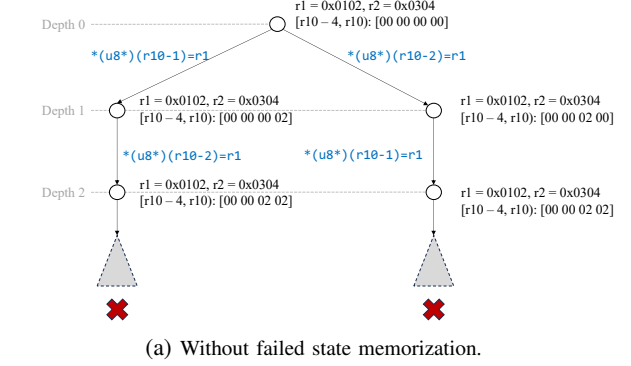 r1 = 0x0102, r2 = 0x0304
Depth 0
[r10 – 4, r10): [00 00 00 00]
*(u8*)(r10-1)=r1
*(u8*)(r10-2)=r1
r1 = 0x0102, r2 = 0x0304
r1 = 0x0102, r2 = 0x0304
Depth 1
[r10 – 4, r10): [00 00 00 02]
[r10 – 4, r10): [00 00 02 00]
*(u8*)(r10-2)=r1
*(u8*)(r10-1)=r1
r1 = 0x0102, r2 = 0x0304
r1 = 0x0102, r2 = 0x0304
Depth 2
[r10 – 4, r10): [00 00 02 02]
[r10 – 4, r10): [00 00 02 02]
(a) Without failed state memorization.